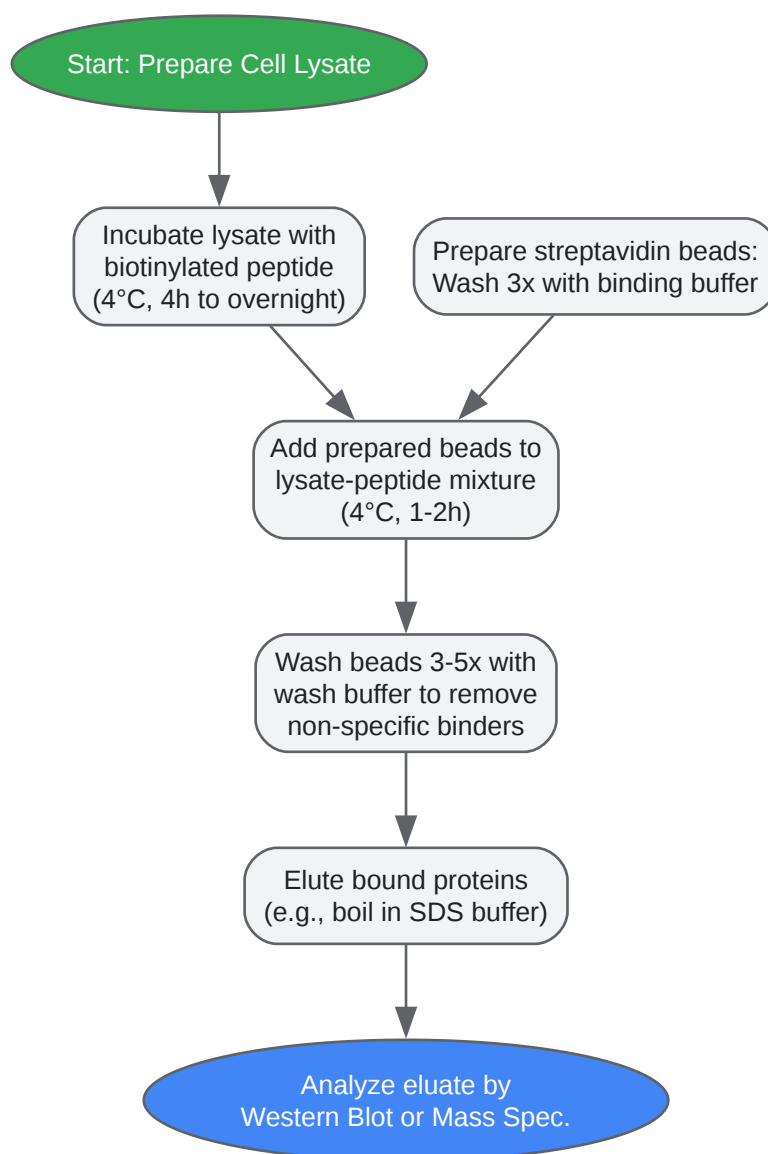 Start: Prepare Cell Lysate
Incubate lysate with
biotinylated peptide
(4°C, 4h to overnight)
Prepare streptavidin beads:
Wash 3x with binding buffer
Add prepared beads to
lysate-peptide mixture
(4°C, 1-2h)
Wash beads 3-5x with
wash buffer to remove
non-specific binders
Elute bound proteins
(e.g., boil in SDS buffer)
Analyze eluate by
Western Blot or Mass Spec.